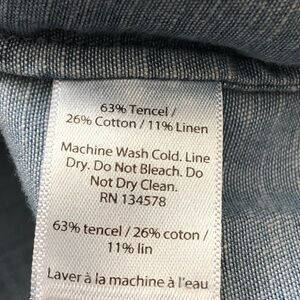 63% Tencel /
26% Cotton / 11% Linen
Machine Wash Cold. Line
Dry. Do Not Bleach. Do
Not Dry Clean.
RN 134578
63% tencel / 26% coton /
11% lin
Laver à la machine à l'eau